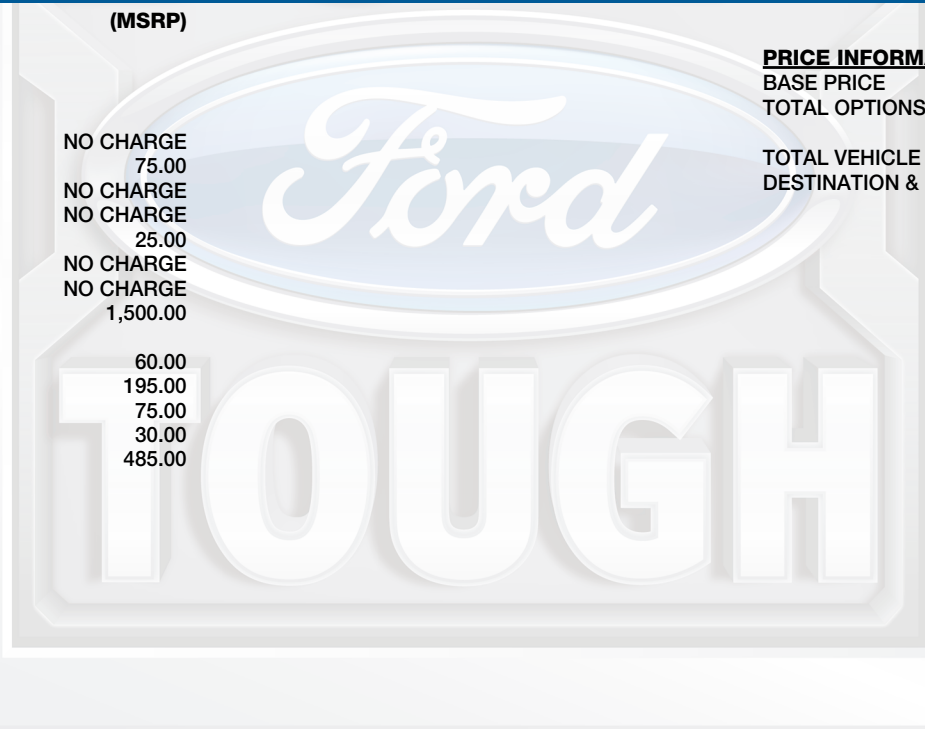 (MSRP)
NO CHARGE
75.00
NO CHARGE
NO CHARGE
25.00
NO CHARGE
NO CHARGE
1,500.00
60.00
195.00
75.00
30.00
485.00
PRICE INFORMA
BASE PRICE
TOTAL OPTIONS
TOTAL VEHICLE
DESTINATION &
Ford
TOUGH